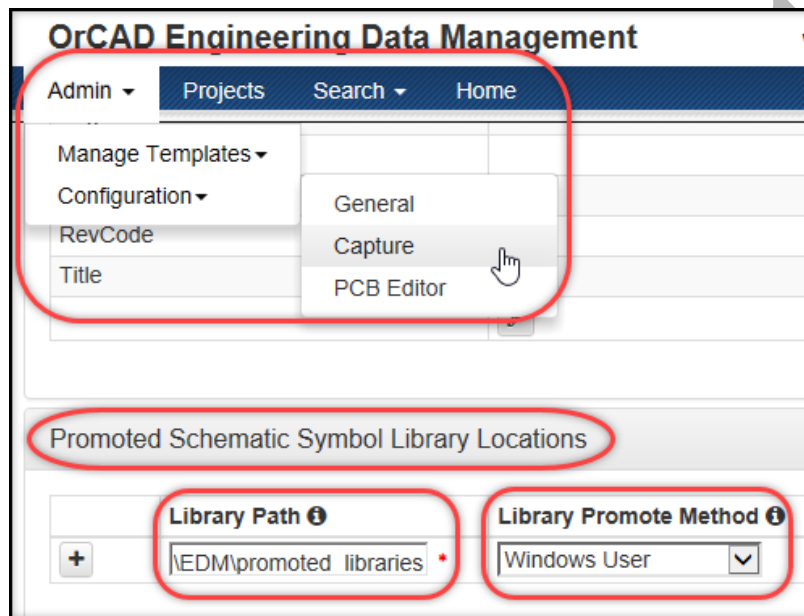 OrCAD Engineering Data Management
Admin Projects Search Home
Manage Templates
Configuration
General
RevCode
Capture
Title
PCB Editor
Promoted Schematic Symbol Library Locations
Library Path Library Promote Method
+ \EDM\promoted_libraries * Windows User